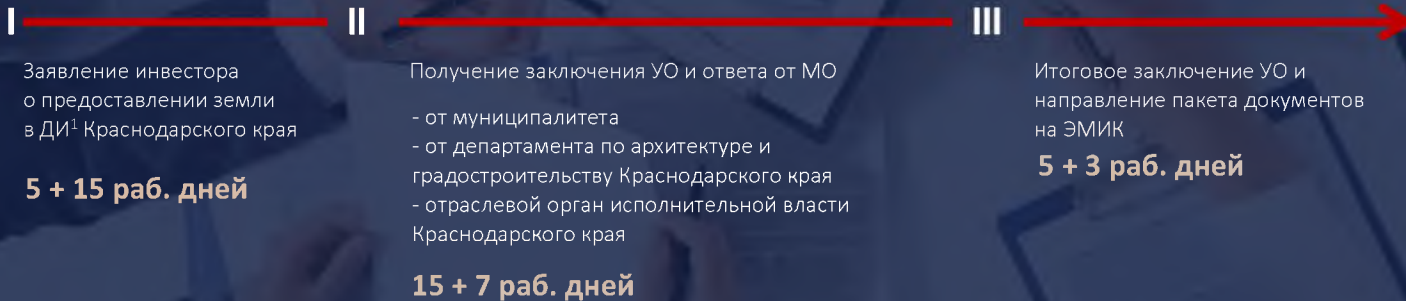 I
II
III
Заявление инвестора
о предоставлении земли
в ДИ¹ Краснодарского края
5 + 15 раб. дней
Получение заключения УО и ответа от МО
- от муниципалитета
- от департамента по архитектуре и
градостроительству Краснодарского края
- отраслевой орган исполнительной власти
Краснодарского края
15 + 7 раб. дней
Итоговое заключение УО и
направление пакета документов
на ЭМИК
5 + 3 раб. дней